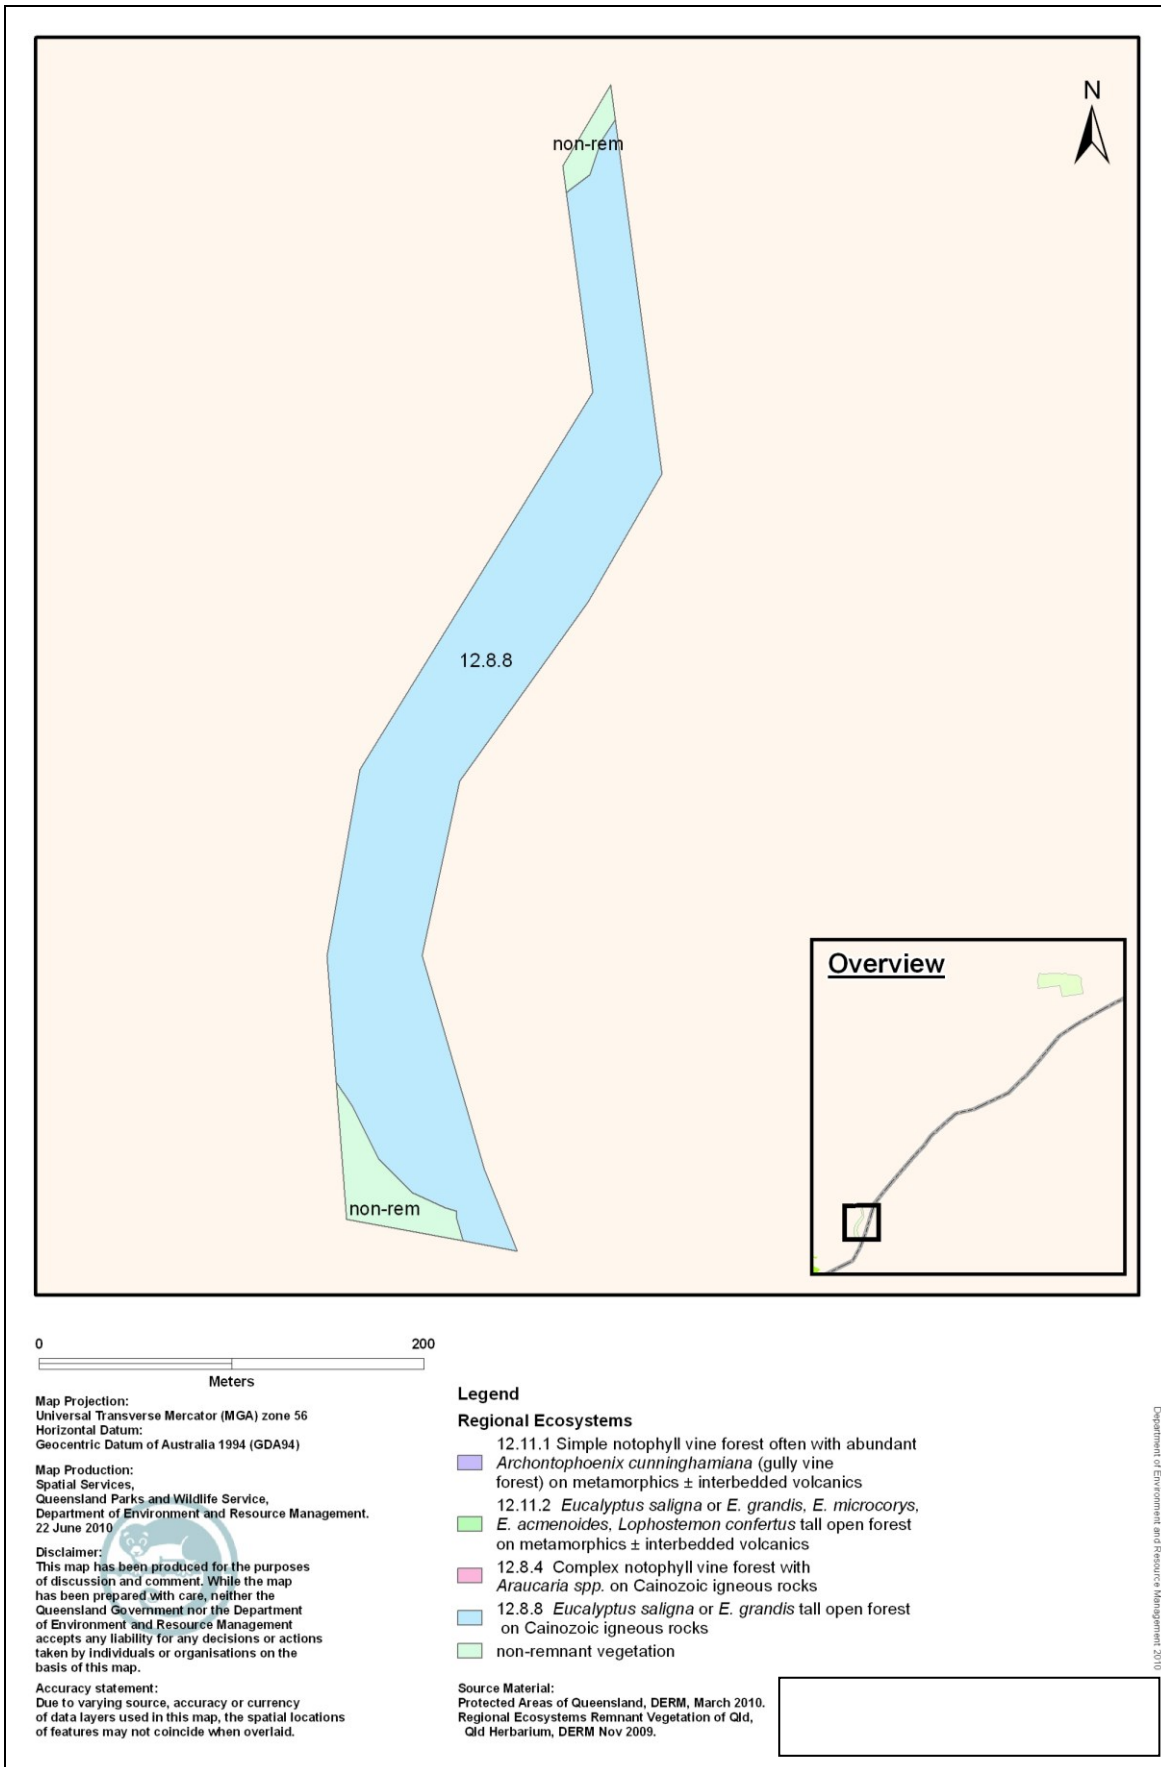 N
non-rem
12.8.8
non-rem
Overview
0 200
Meters
Map Projection:
Universal Transverse Mercator (MGA) zone 56
Horizontal Datum:
Geocentric Datum of Australia 1994 (GDA94)
Map Production:
Spatial Services,
Queensland Parks and Wildlife Service,
Department of Environment and Resource Management.
22 June 2010
Disclaimer:
This map has been produced for the purposes
of discussion and comment. While the map
has been prepared with care, neither the
Queensland Government nor the Department
of Environment and Resource Management
accepts any liability for any decisions or actions
taken by individuals or organisations on the
basis of this map.
Accuracy statement:
Due to varying source, accuracy or currency
of data layers used in this map, the spatial locations
of features may not coincide when overlaid.
Legend
Regional Ecosystems
12.11.1 Simple notophyll vine forest often with abundant
Archontophoenix cunninghamiana (gully vine
forest) on metamorphics ± interbedded volcanics
12.11.2 Eucalyptus saligna or E. grandis, E. microcorys,
E. acmenoides, Lophostemon confertus tall open forest
on metamorphics ± interbedded volcanics
12.8.4 Complex notophyll vine forest with
Araucaria spp. on Cainozoic igneous rocks
12.8.8 Eucalyptus saligna or E. grandis tall open forest
on Cainozoic igneous rocks
non-remnant vegetation
Source Material:
Protected Areas of Queensland, DERM, March 2010.
Regional Ecosystems Remnant Vegetation of Qld,
Qld Herbarium, DERM Nov 2009.
Department of Environment and Resource Management 2010